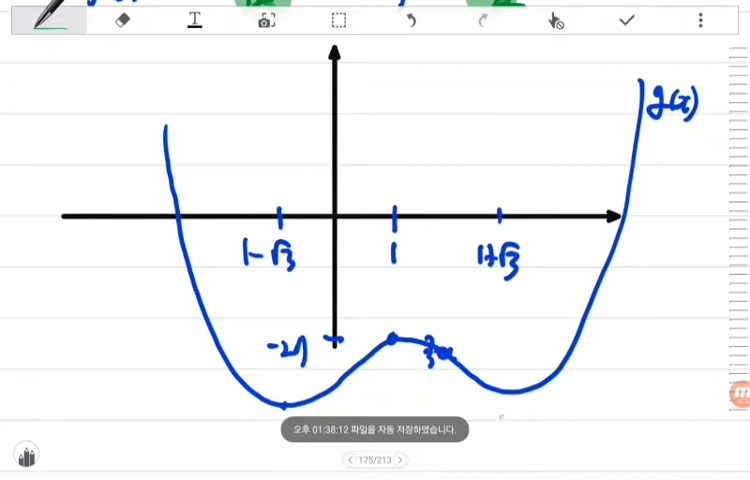 T
g(x)
1-√3
1
1+√3
오후 01:38:12 파일을 자동 저장하였습니다.
< 175/213 >